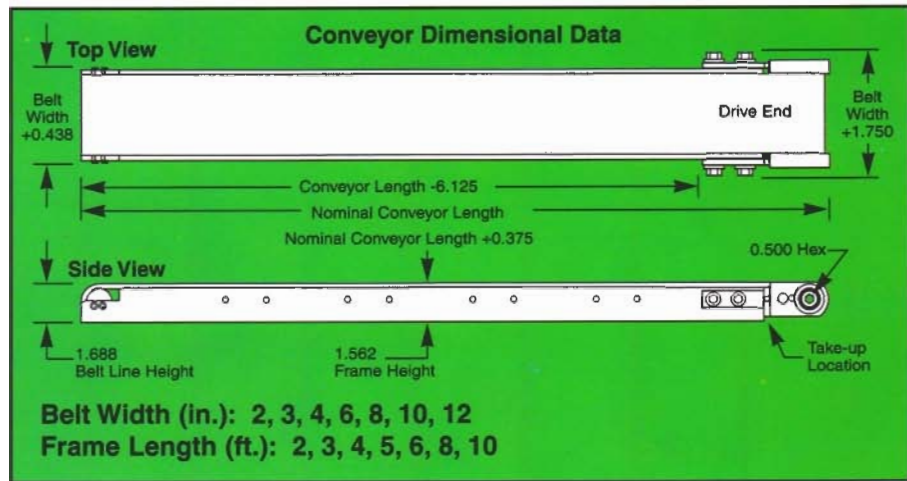 Conveyor Dimensional Data
Top View
Belt
Width
+0.438
Drive End
Belt
Width
+1.750
Conveyor Length -6.125
Nominal Conveyor Length
Nominal Conveyor Length +0.375
0.500 Hex
Side View
1.688
Belt Line Height
1.562
Frame Height
Take-up
Location
Belt Width (in.): 2, 3, 4, 6, 8, 10, 12
Frame Length (ft.): 2, 3, 4, 5, 6, 8, 10